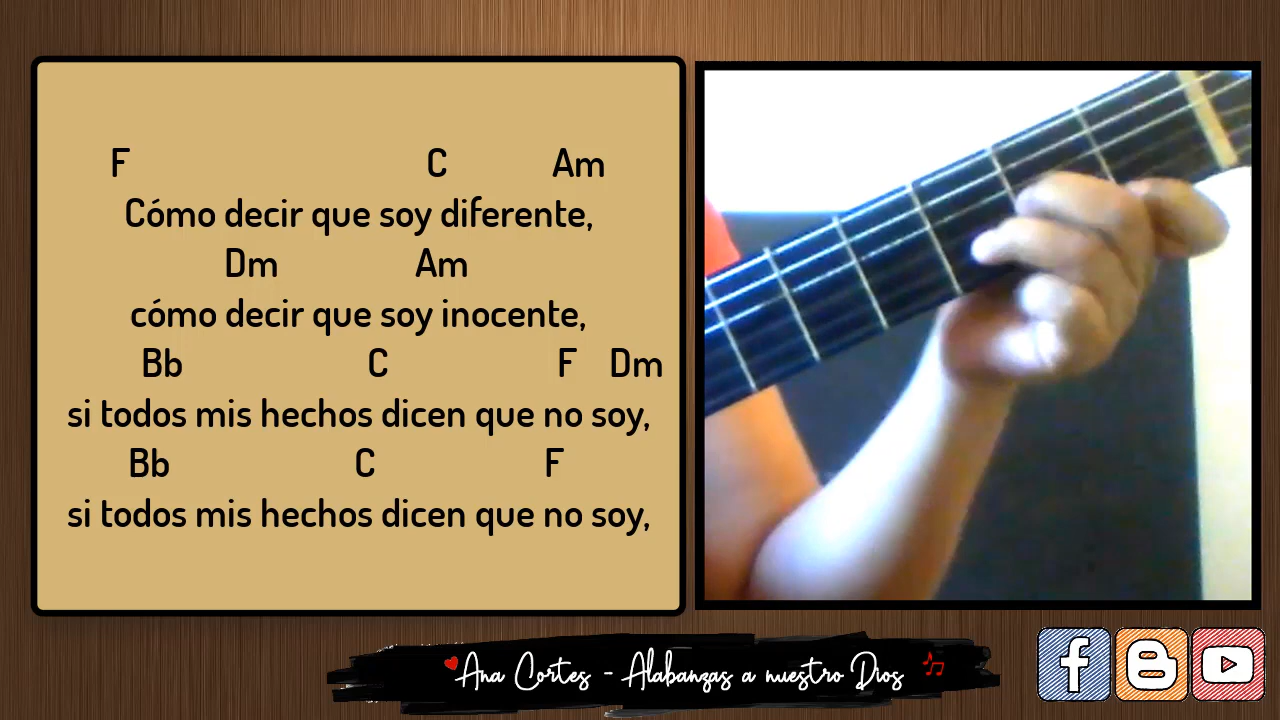 F C Am
Cómo decir que soy diferente,
Dm Am
cómo decir que soy inocente,
Bb C F Dm
si todos mis hechos dicen que no soy,
Bb C F
si todos mis hechos dicen que no soy,
Ana Cortes - Alabanzas a nuestro Dios